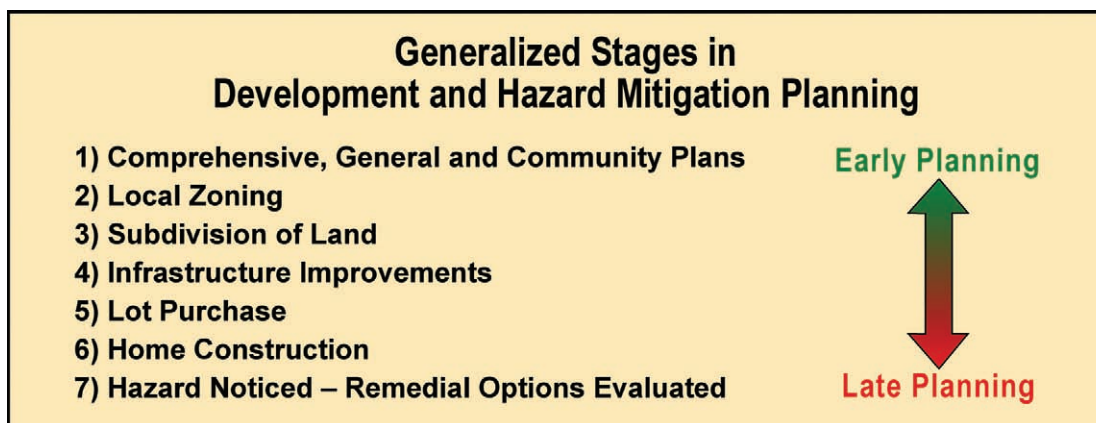 Generalized Stages in
Development and Hazard Mitigation Planning
1) Comprehensive, General and Community Plans
2) Local Zoning
3) Subdivision of Land
4) Infrastructure Improvements
5) Lot Purchase
6) Home Construction
7) Hazard Noticed – Remedial Options Evaluated
Early Planning
Late Planning